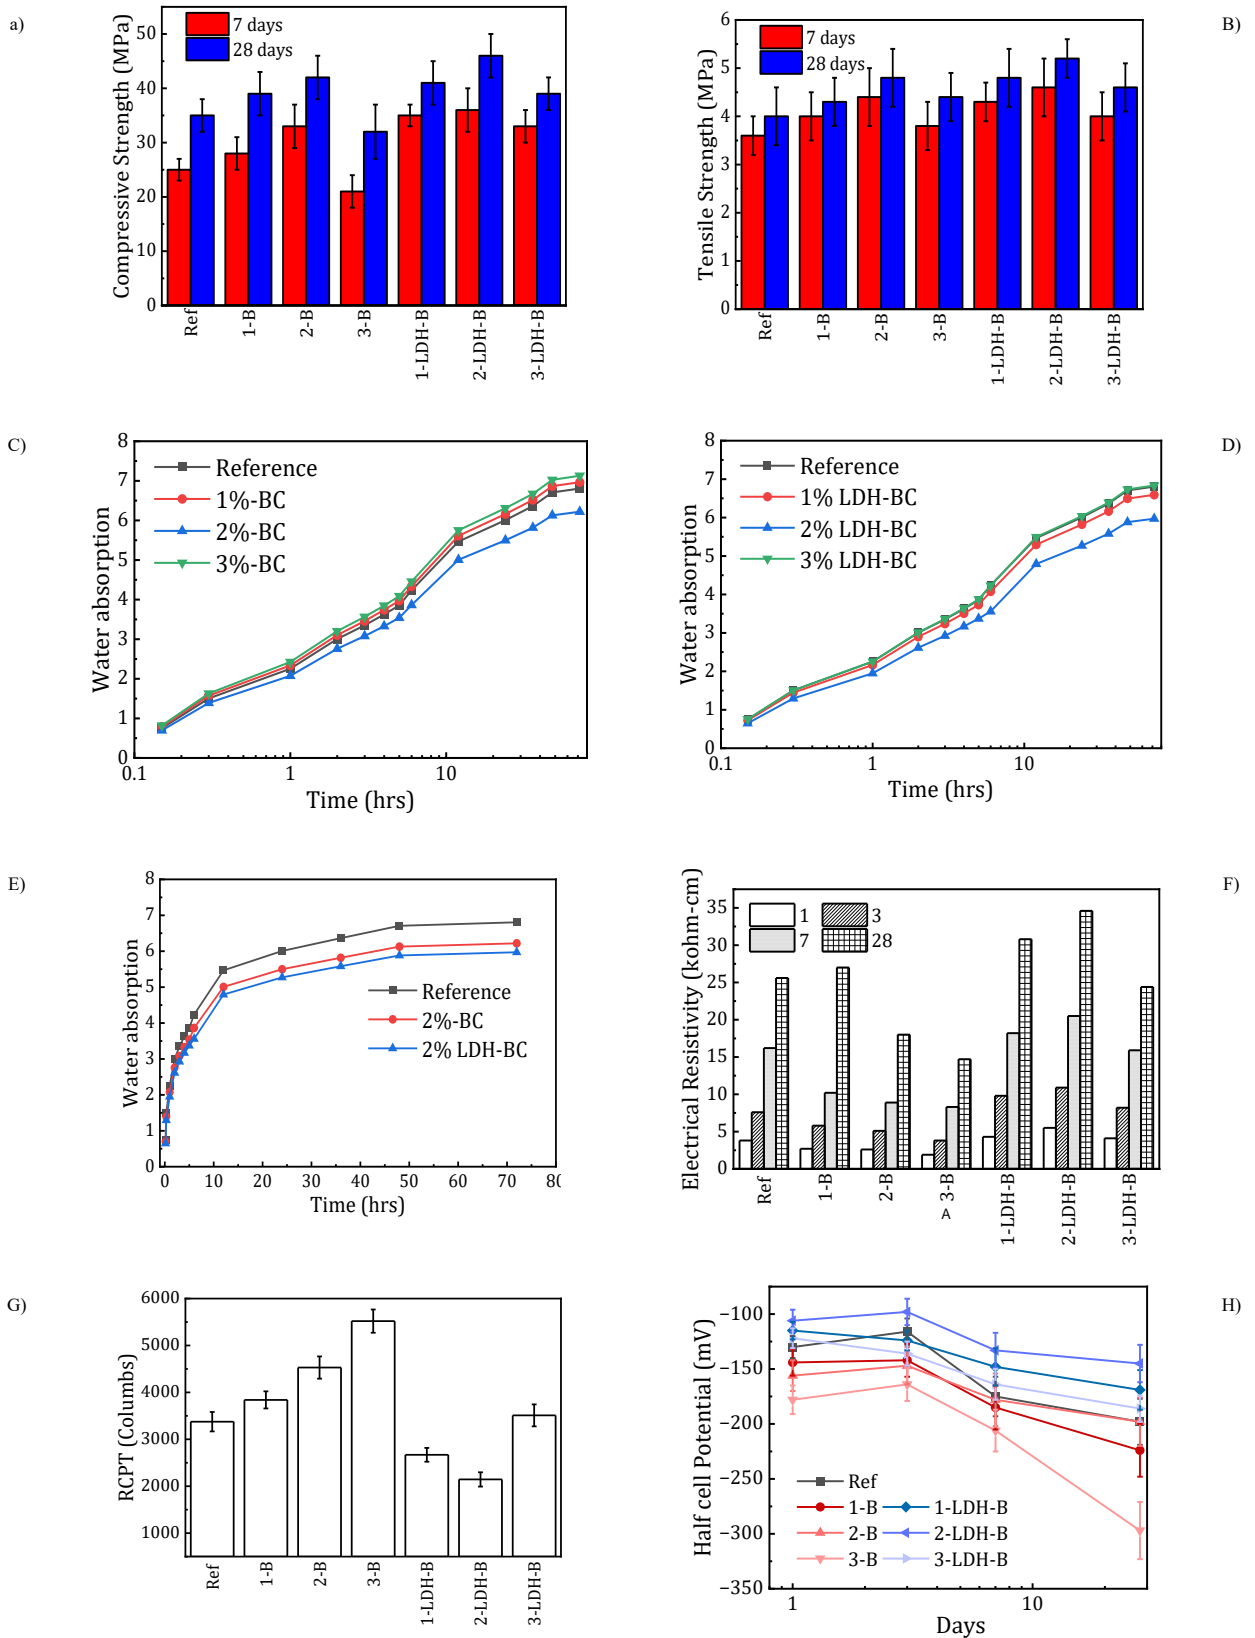 a)
Compressive Strength (MPa)
50
40
30
20
10
0
7 days
28 days
Ref
1-B
2-B
3-B
1-LDH-B
2-LDH-B
3-LDH-B
B)
Tensile Strength (MPa)
6
5
4
3
2
1
0
7 days
28 days
Ref
1-B
2-B
3-B
1-LDH-B
2-LDH-B
3-LDH-B
C)
Water absorption
8
7
6
5
4
3
2
1
0
Reference
1%-BC
2%-BC
3%-BC
0.1 1 10
Time (hrs)
D)
Water absorption
8
7
6
5
4
3
2
1
0
Reference
1% LDH-BC
2% LDH-BC
3% LDH-BC
0.1 1 10
Time (hrs)
E)
Water absorption
8
7
6
5
4
3
2
1
0
Reference
2%-BC
2% LDH-BC
0 10 20 30 40 50 60 70 80
Time (hrs)
F)
Electrical Resistivity (kohm-cm)
35
30
25
20
15
10
5
0
1 3
7 28
Ref
1-B
2-B
3-B
A
1-LDH-B
2-LDH-B
3-LDH-B
G)
RCPT (Columbs)
6000
5000
4000
3000
2000
1000
Ref
1-B
2-B
3-B
1-LDH-B
2-LDH-B
3-LDH-B
H)
Half cell Potential (mV)
−100
−150
−200
−250
−300
−350
Ref
1-B 1-LDH-B
2-B 2-LDH-B
3-B 3-LDH-B
1 10
Days